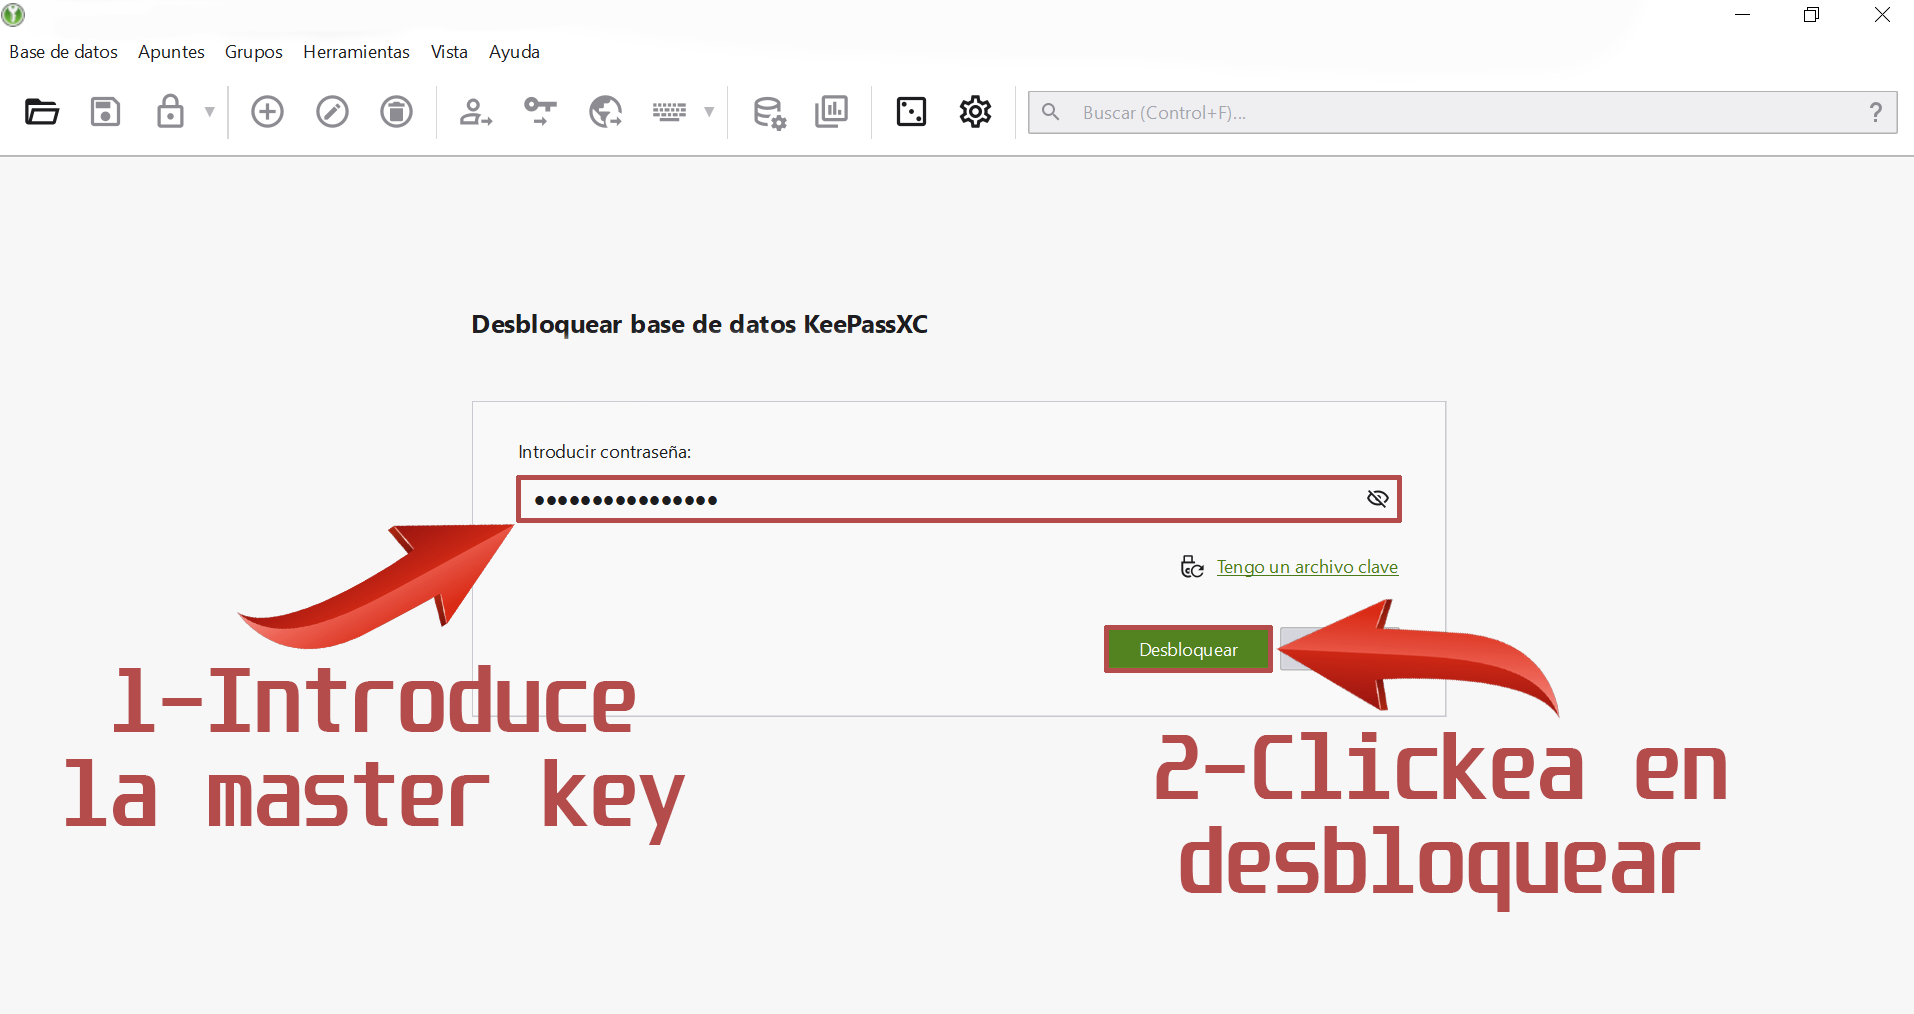 Base de datos Apuntes Grupos Herramientas Vista Ayuda
Buscar (Control+F)... ?
Desbloquear base de datos KeePassXC
Introducir contraseña:
●●●●●●●●●●●●●●●●
Tengo un archivo clave
Desbloquear
1-Introduce
la master key
2-Clickea en
desbloquear